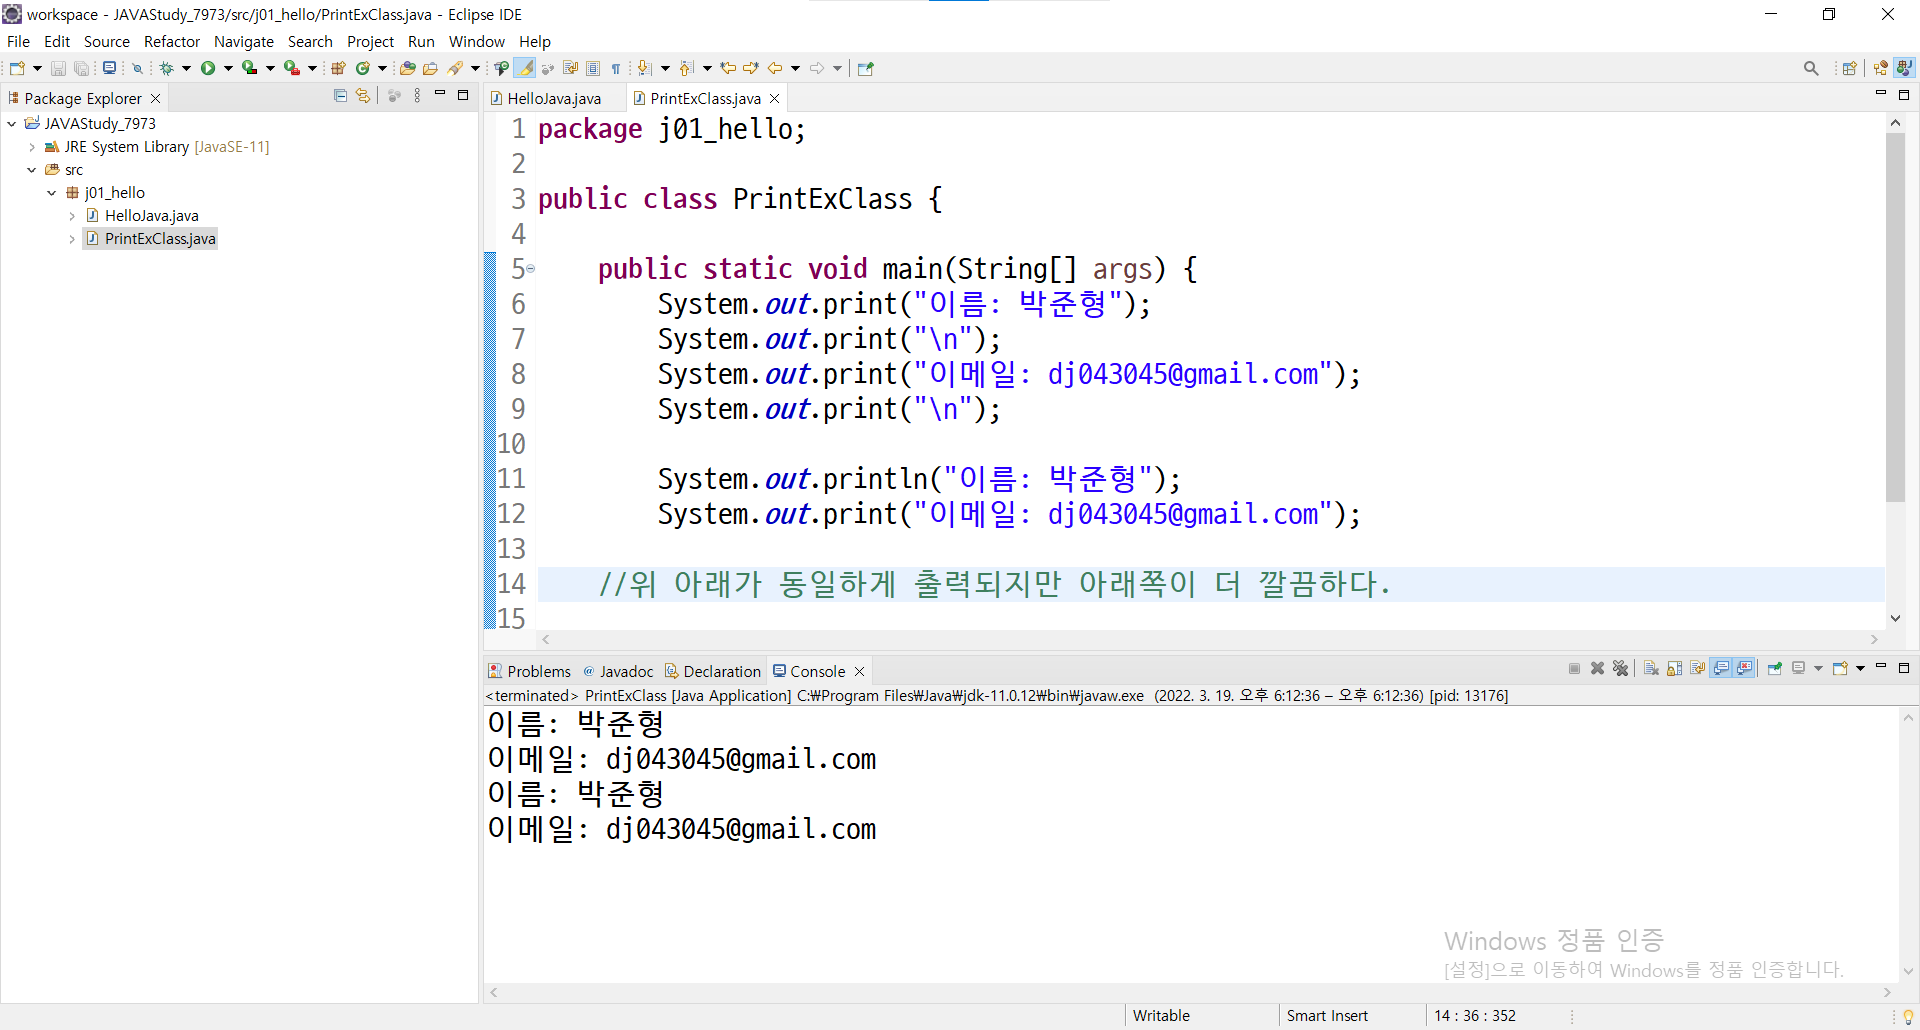 workspace - JAVAStudy_7973/src/j01_hello/PrintExClass.java - Eclipse IDE
File Edit Source Refactor Navigate Search Project Run Window Help
Package Explorer
JAVAStudy_7973
JRE System Library [JavaSE-11]
src
j01_hello
HelloJava.java
PrintExClass.java
HelloJava.java PrintExClass.java
1 package j01_hello;
2
3 public class PrintExClass {
4
5 public static void main(String[] args) {
6 System.out.print("이름: 박준형");
7 System.out.print("\n");
8 System.out.print("이메일: dj043045@gmail.com");
9 System.out.print("\n");
10
11 System.out.println("이름: 박준형");
12 System.out.print("이메일: dj043045@gmail.com");
13
14 //위 아래가 동일하게 출력되지만 아래쪽이 더 깔끔하다.
15
Problems Javadoc Declaration Console
<terminated> PrintExClass [Java Application] C:₩Program Files₩Java₩jdk-11.0.12₩bin₩javaw.exe (2022. 3. 19. 오후 6:12:36 – 오후 6:12:36) [pid: 13176]
이름: 박준형
이메일: dj043045@gmail.com
이름: 박준형
이메일: dj043045@gmail.com
Windows 정품 인증
[설정]으로 이동하여 Windows를 정품 인증합니다.
Writable Smart Insert 14 : 36 : 352